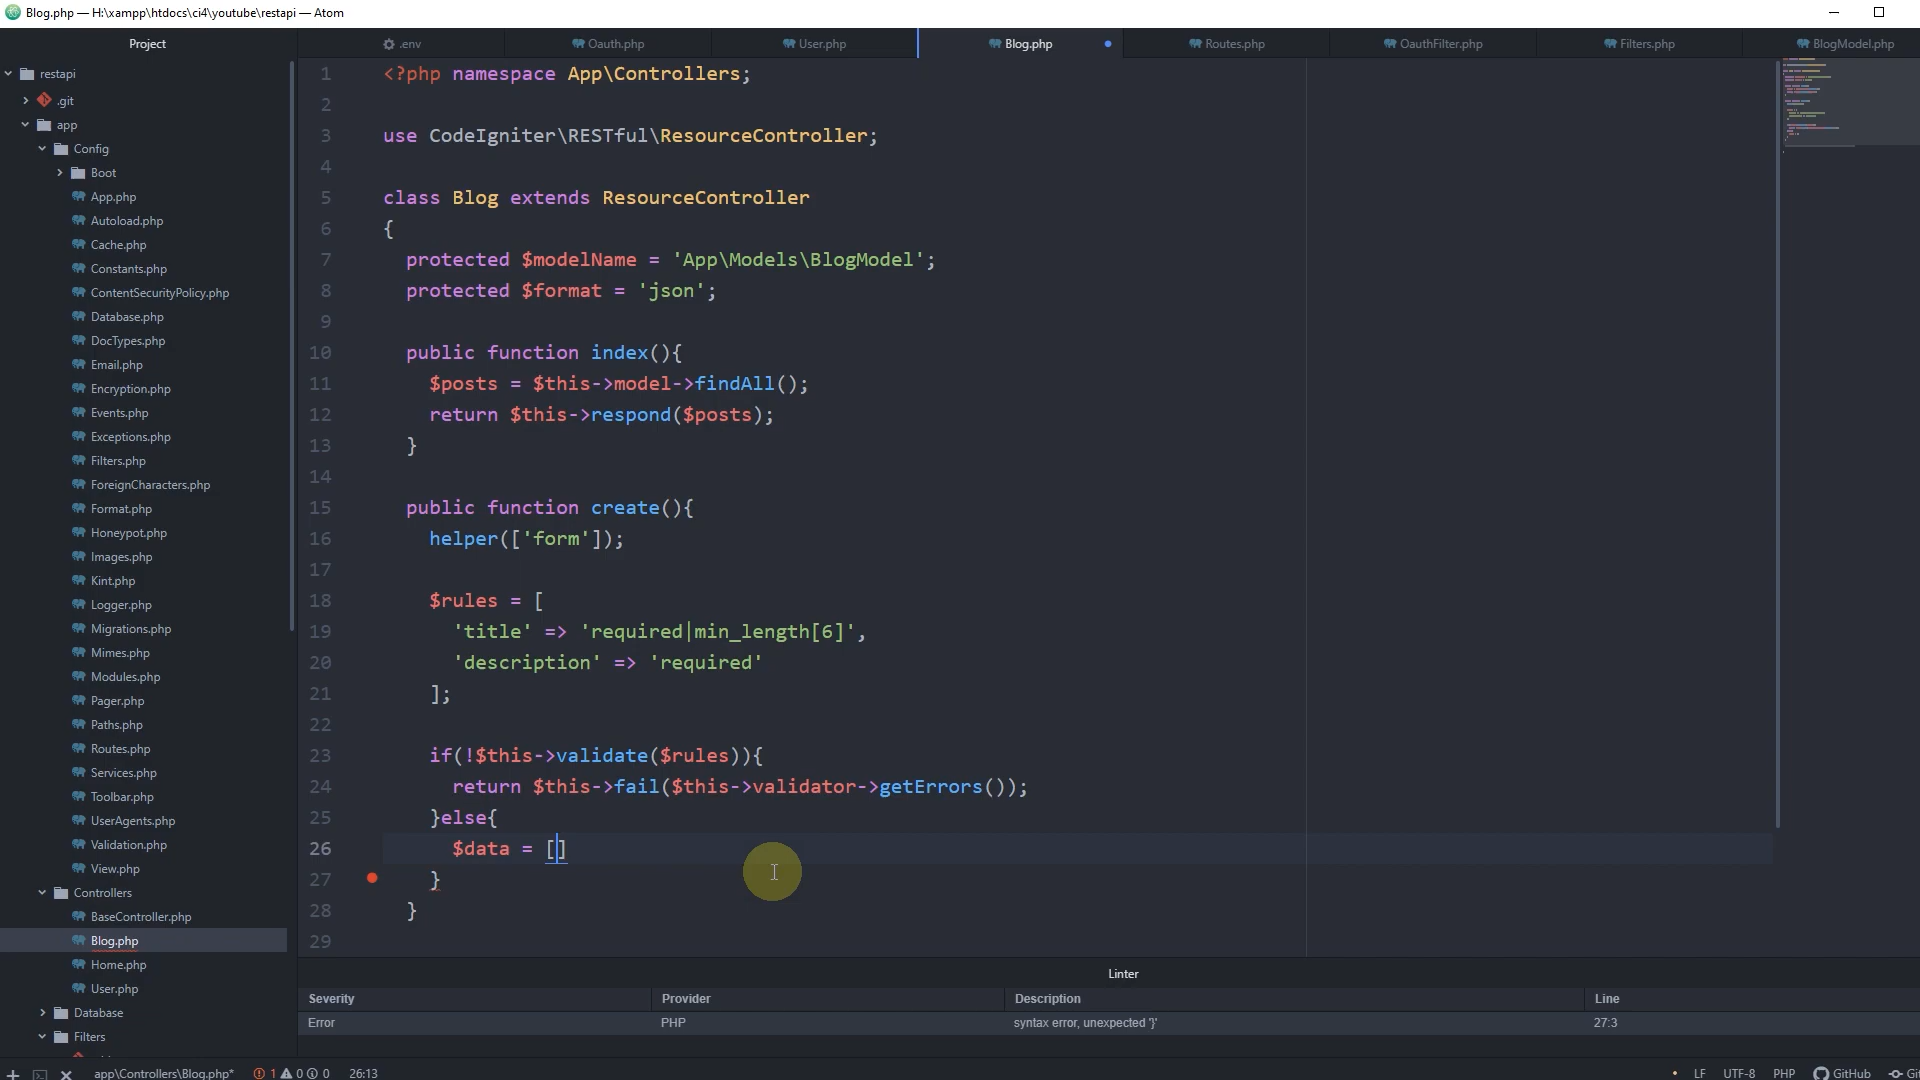 Blog.php — H:\xampp\htdocs\ci4\youtube\restapi — Atom
Project
.env
Oauth.php
User.php
Blog.php
Routes.php
OauthFilter.php
Filters.php
BlogModel.php
restapi
.git
app
Config
Boot
App.php
Autoload.php
Cache.php
Constants.php
ContentSecurityPolicy.php
Database.php
DocTypes.php
Email.php
Encryption.php
Events.php
Exceptions.php
Filters.php
ForeignCharacters.php
Format.php
Honeypot.php
Images.php
Kint.php
Logger.php
Migrations.php
Mimes.php
Modules.php
Pager.php
Paths.php
Routes.php
Services.php
Toolbar.php
UserAgents.php
Validation.php
View.php
Controllers
BaseController.php
Blog.php
Home.php
User.php
Database
Filters
1 <?php namespace App\Controllers;
2
3 use CodeIgniter\RESTful\ResourceController;
4
5 class Blog extends ResourceController
6 {
7 protected $modelName = 'App\Models\BlogModel';
8 protected $format = 'json';
9
10 public function index(){
11 $posts = $this->model->findAll();
12 return $this->respond($posts);
13 }
14
15 public function create(){
16 helper(['form']);
17
18 $rules = [
19 'title' => 'required|min_length[6]',
20 'description' => 'required'
21 ];
22
23 if(!$this->validate($rules)){
24 return $this->fail($this->validator->getErrors());
25 }else{
26 $data = []
27 }
28 }
29
Linter
Severity Provider Description Line
Error PHP syntax error, unexpected '}' 27:3
app\Controllers\Blog.php* 1 0 0 26:13 LF UTF-8 PHP GitHub Git